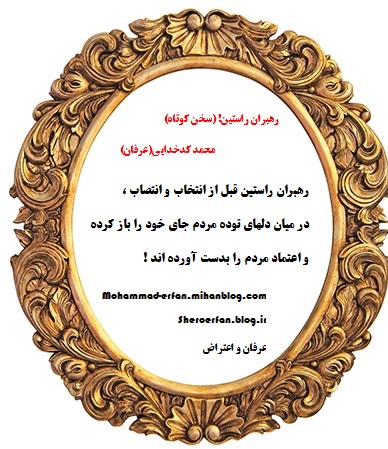 رهبران راستین! (سخن کوتاه)
محمد کدخدایی(عرفان)
رهبران راستین قبل از انتخاب و انتصاب ،
در میان دلهای توده مردم جای خود را باز کرده
و اعتماد مردم را بدست آورده اند !
Mohammad-erfan.mihanblog.com
Sheroerfan.blog.ir
عرفان و اعتراض